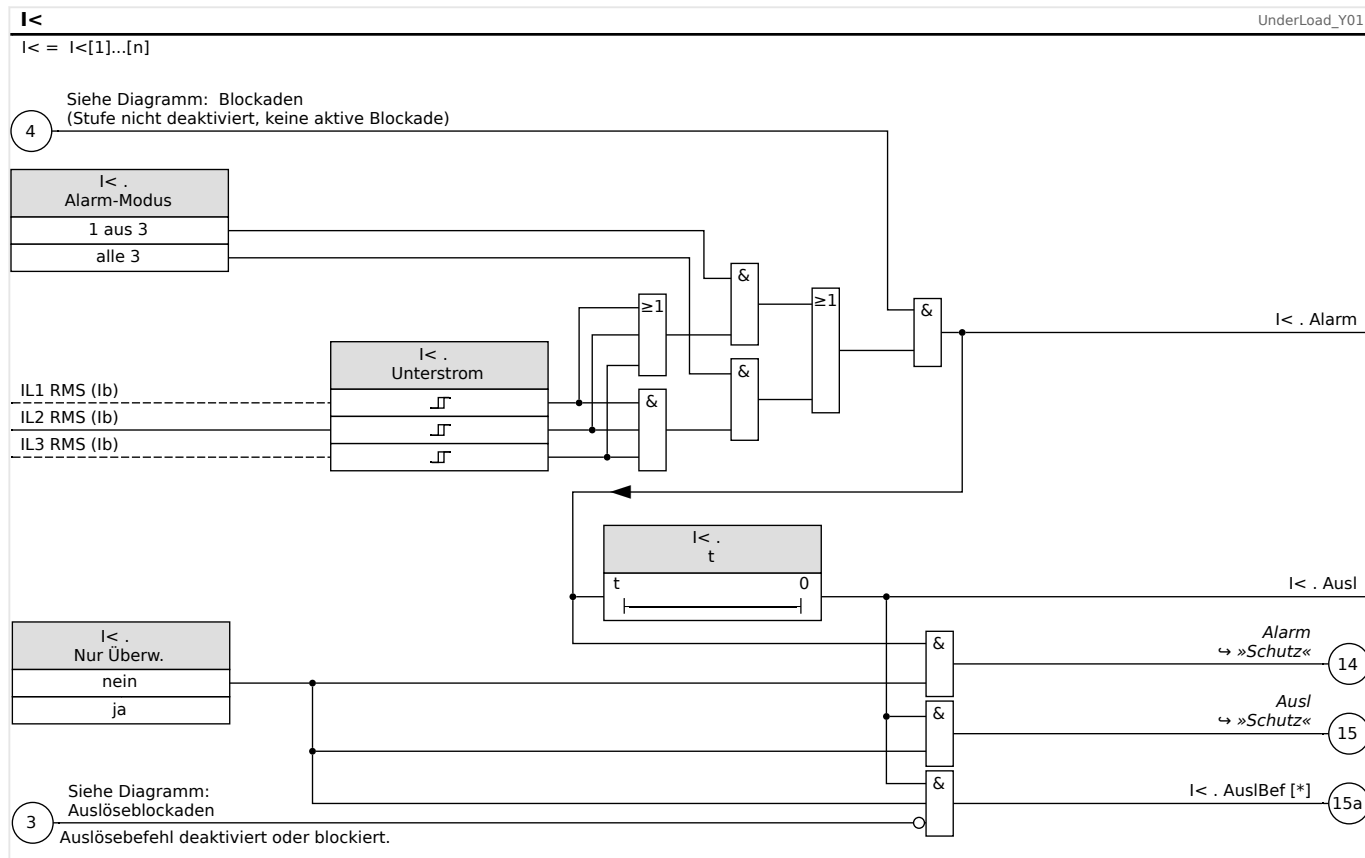 I<
UnderLoad_Y01
I< = I<[1]...[n]
Siehe Diagramm: Blockaden
(Stufe nicht deaktiviert, keine aktive Blockade)
4
I< .
Alarm-Modus
1 aus 3
alle 3
&
≥1
≥1
&
I< . Alarm
I< .
Unterstrom
&
&
IL1 RMS (Ib)
IL2 RMS (Ib)
IL3 RMS (Ib)
I< .
t
t
0
I< . Ausl
I< .
Nur Überw.
nein
ja
&
Alarm
↪ »Schutz«
14
&
Ausl
↪ »Schutz«
15
&
I< . AuslBef [*]
15a
Siehe Diagramm:
Auslöseblockaden
3
Auslösebefehl deaktiviert oder blockiert.